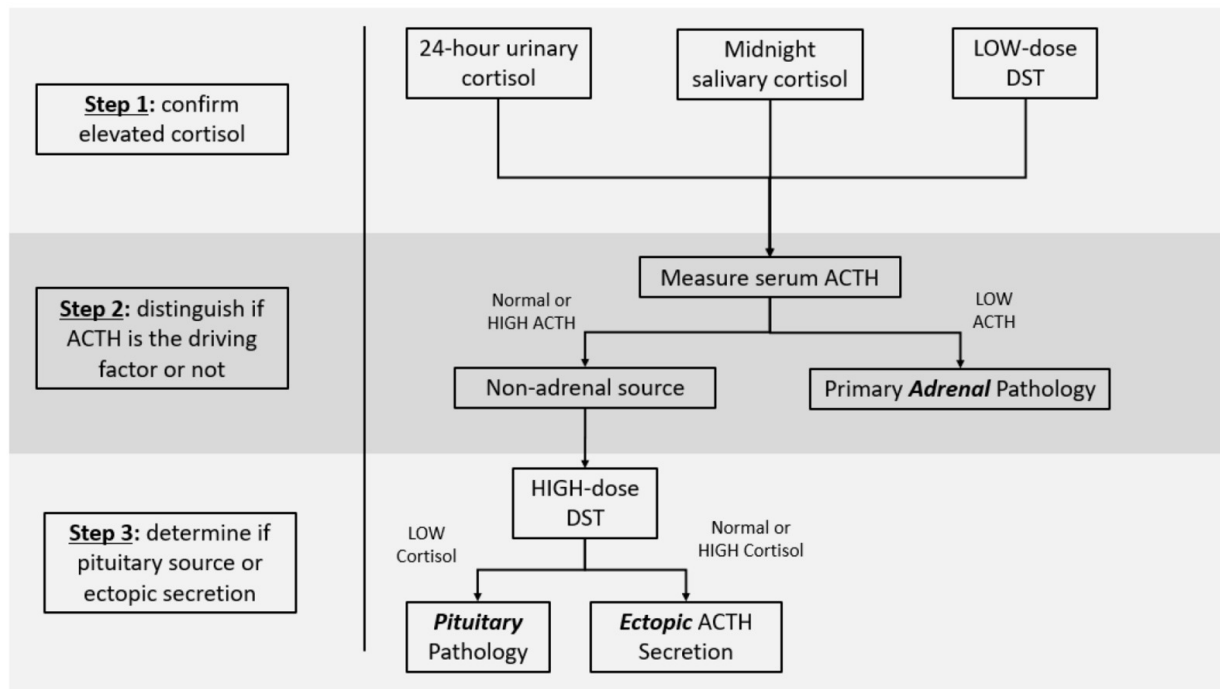 Step 1: confirm
elevated cortisol
24-hour urinary
cortisol
Midnight
salivary cortisol
LOW-dose
DST
Step 2: distinguish if
ACTH is the driving
factor or not
Measure serum ACTH
Normal or
HIGH ACTH
LOW
ACTH
Non-adrenal source
Primary Adrenal Pathology
Step 3: determine if
pituitary source or
ectopic secretion
HIGH-dose
DST
LOW
Cortisol
Normal or
HIGH Cortisol
Pituitary
Pathology
Ectopic ACTH
Secretion